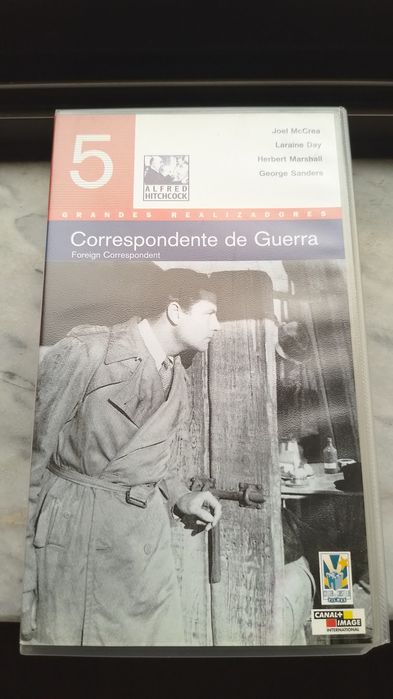 5
Joel McCrea
Laraine Day
Herbert Marshall
George Sanders
ALFRED
HITCHCOCK
GRANDES REALIZADORES
Correspondente de Guerra
Foreign Correspondent
CANAL+
IMAGE
INTERNATIONAL